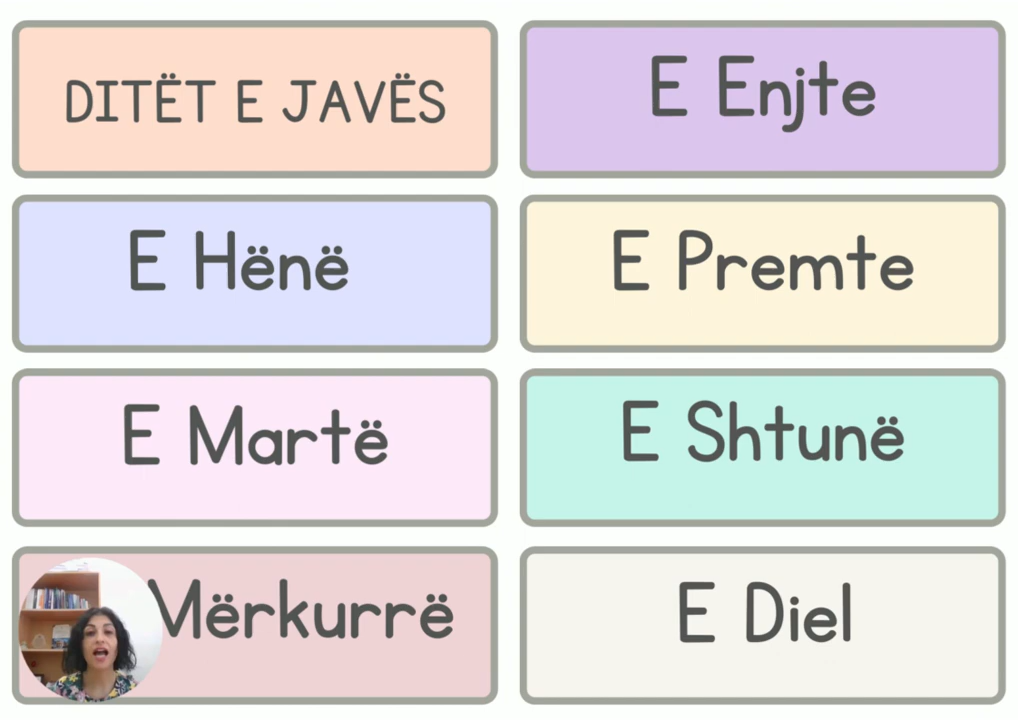 DITËT E JAVËS
E Hënë
E Martë
Mërkurrë
E Enjte
E Premte
E Shtunë
E Diel